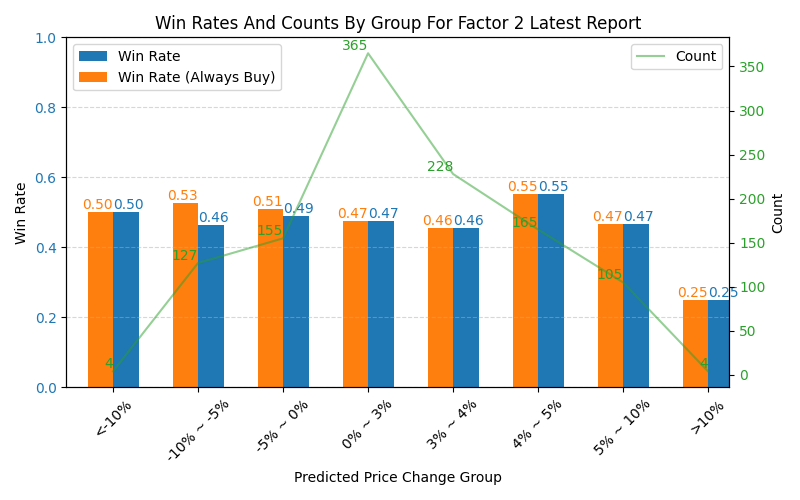 Win Rates And Counts By Group For Factor 2 Latest Report
Win Rate
Win Rate (Always Buy)
Count
1.0
0.8
0.6
0.4
0.2
0.0
Win Rate
350
300
250
200
150
100
50
0
Count
0.50 0.50
0.53 0.46
0.51 0.49
0.47 0.47
0.46 0.46
0.55 0.55
0.47 0.47
0.25 0.25
4
127
155
365
228
165
105
4
<-10%
-10% ~ -5%
-5% ~ 0%
0% ~ 3%
3% ~ 4%
4% ~ 5%
5% ~ 10%
>10%
Predicted Price Change Group